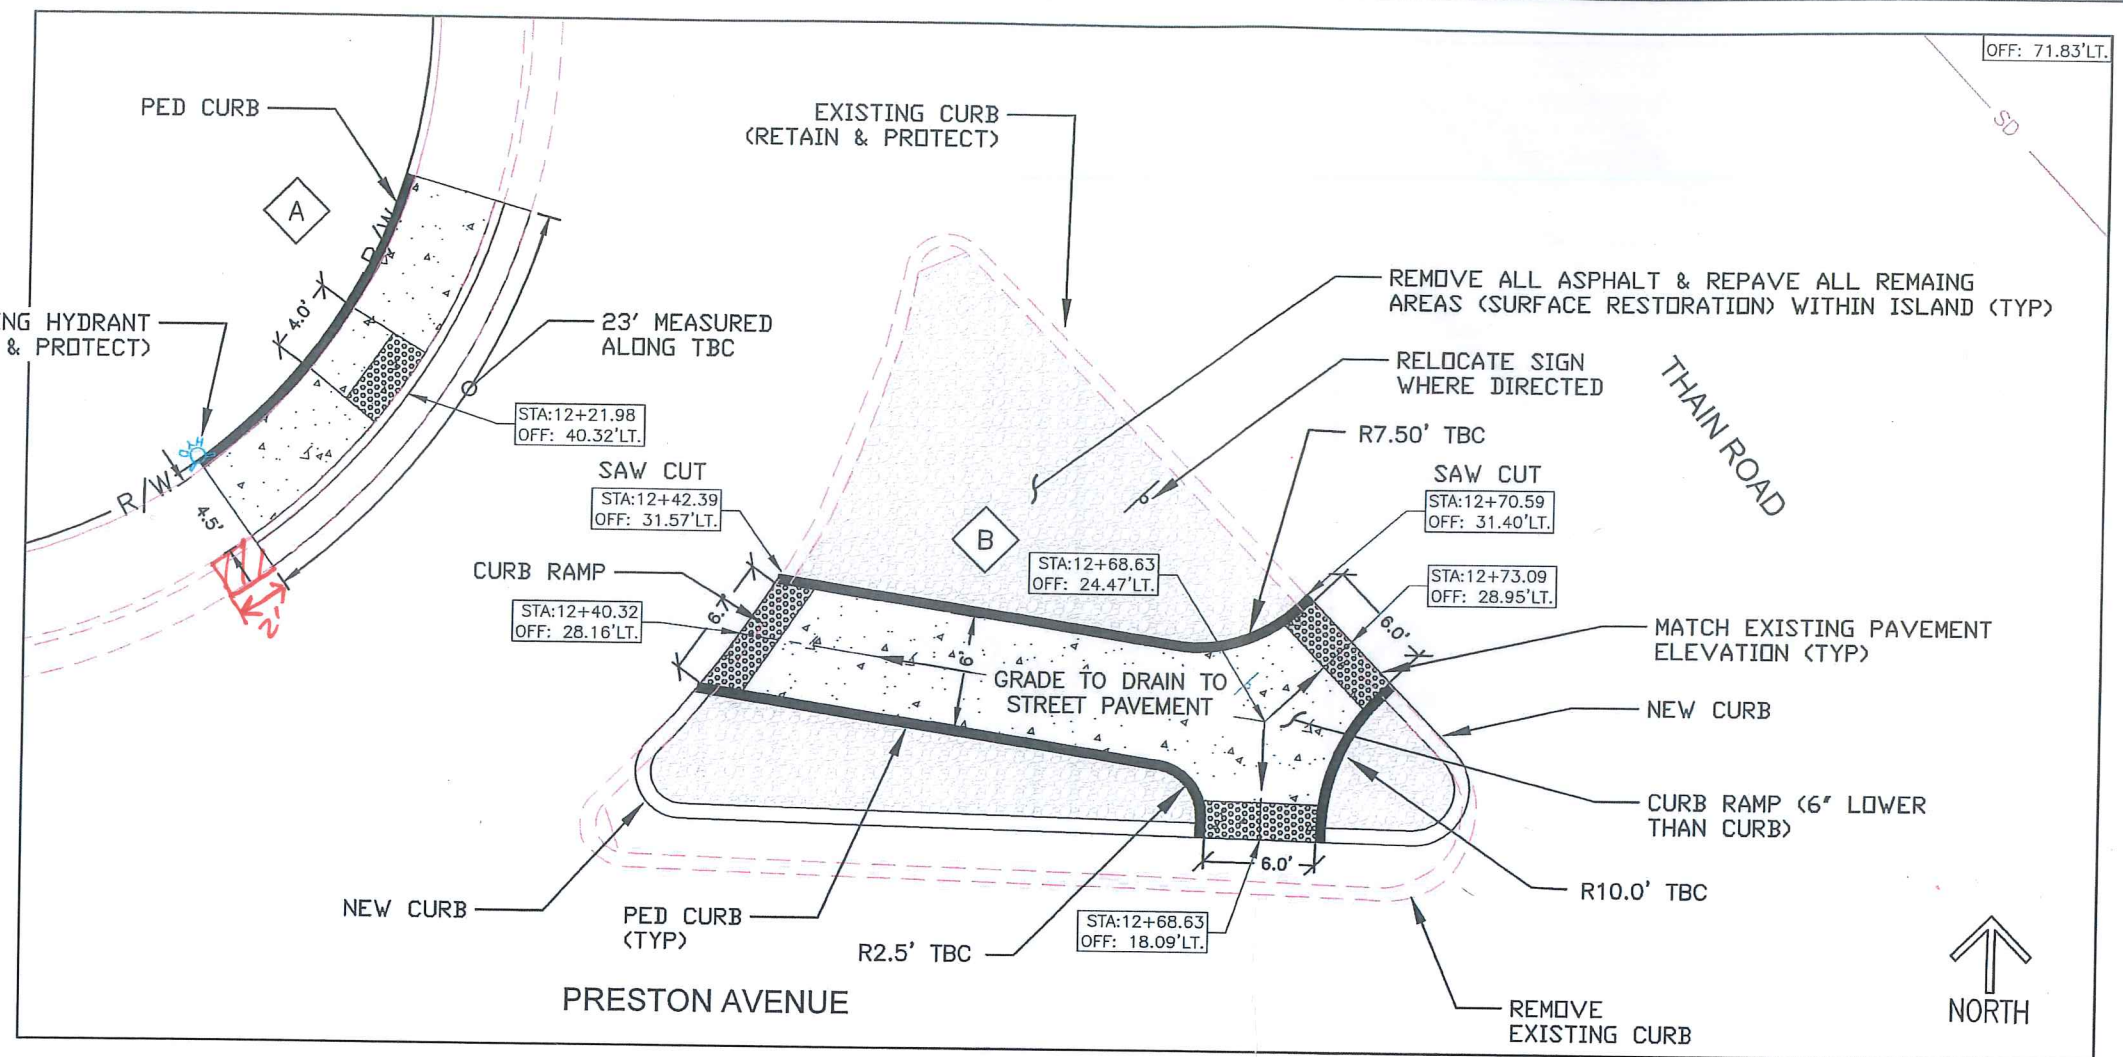 OFF: 71.83'LT.
SD
PED CURB
EXISTING CURB
(RETAIN & PROTECT)
A
R/W
4.0'
NG HYDRANT
& PROTECT)
23' MEASURED
ALONG TBC
REMOVE ALL ASPHALT & REPAVE ALL REMAING
AREAS (SURFACE RESTORATION) WITHIN ISLAND (TYP)
RELOCATE SIGN
WHERE DIRECTED
THAIN ROAD
STA:12+21.98
OFF: 40.32'LT.
R7.50' TBC
SAW CUT
STA:12+42.39
OFF: 31.57'LT.
SAW CUT
STA:12+70.59
OFF: 31.40'LT.
R/W
4.5'
2'
B
STA:12+68.63
OFF: 24.47'LT.
STA:12+73.09
OFF: 28.95'LT.
CURB RAMP
STA:12+40.32
OFF: 28.16'LT.
6.7'
6.0'
6'
GRADE TO DRAIN TO
STREET PAVEMENT
MATCH EXISTING PAVEMENT
ELEVATION (TYP)
NEW CURB
CURB RAMP (6" LOWER
THAN CURB)
6.0'
R10.0' TBC
NEW CURB
PED CURB
(TYP)
R2.5' TBC
STA:12+68.63
OFF: 18.09'LT.
PRESTON AVENUE
REMOVE
EXISTING CURB
NORTH